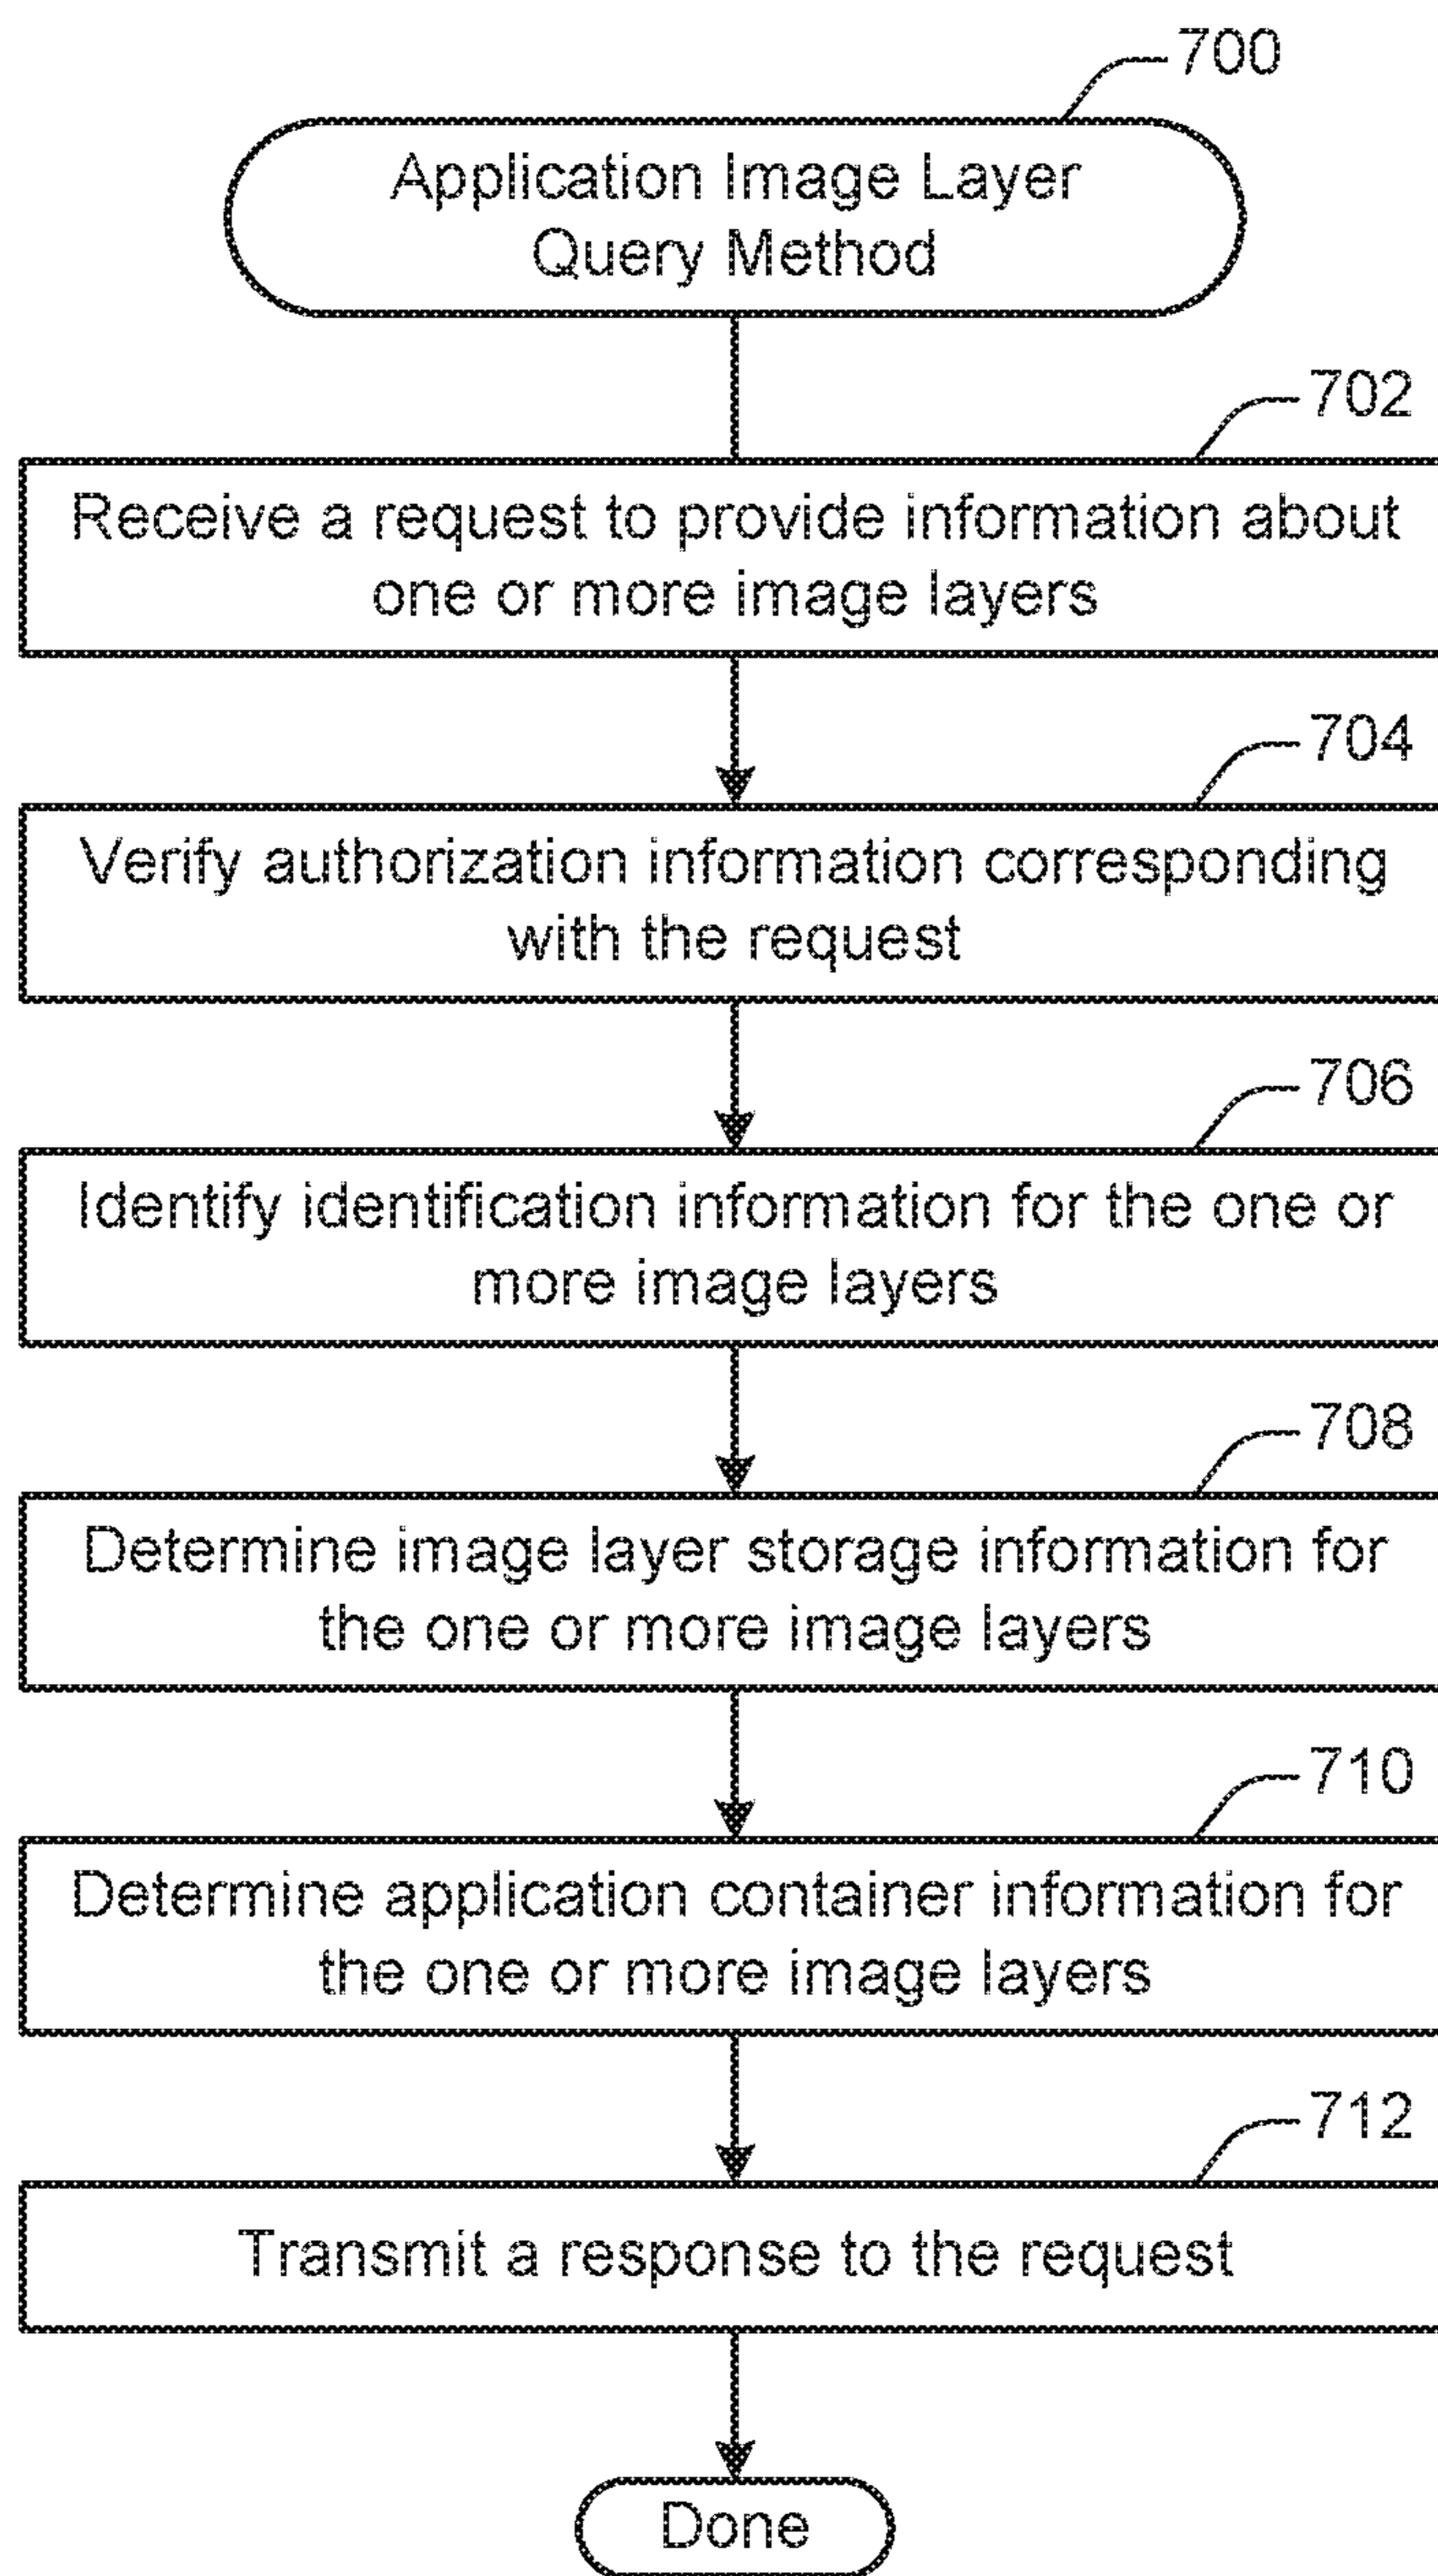 700
Application Image Layer
Query Method
702
Receive a request to provide information about
one or more image layers
704
Verify authorization information corresponding
with the request
706
Identify identification information for the one or
more image layers
708
Determine image layer storage information for
the one or more image layers
710
Determine application container information for
the one or more image layers
712
Transmit a response to the request
Done